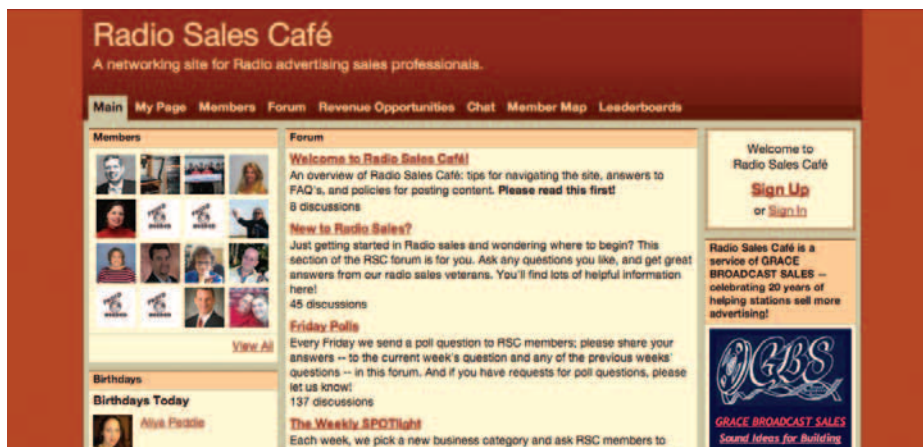 Radio Sales Café
A networking site for Radio advertising sales professionals.
Main My Page Members Forum Revenue Opportunities Chat Member Map Leaderboards
Members
View All
Birthdays
Birthdays Today
Aliya Peddie
Forum
Welcome to Radio Sales Café!
An overview of Radio Sales Café: tips for navigating the site, answers to
FAQ's, and policies for posting content. Please read this first!
8 discussions
New to Radio Sales?
Just getting started in Radio sales and wondering where to begin? This
section of the RSC forum is for you. Ask any questions you like, and get great
answers from our radio sales veterans. You'll find lots of helpful information
here!
45 discussions
Friday Polls
Every Friday we send a poll question to RSC members; please share your
answers -- to the current week's question and any of the previous weeks'
questions -- in this forum. And if you have requests for poll questions, please
let us know!
137 discussions
The Weekly SPOTlight
Each week, we pick a new business category and ask RSC members to
Welcome to
Radio Sales Café
Sign Up
or Sign In
Radio Sales Café is a
service of GRACE
BROADCAST SALES --
celebrating 20 years of
helping stations sell more
advertising!
GBS
GRACE BROADCAST SALES
Sound Ideas for Building